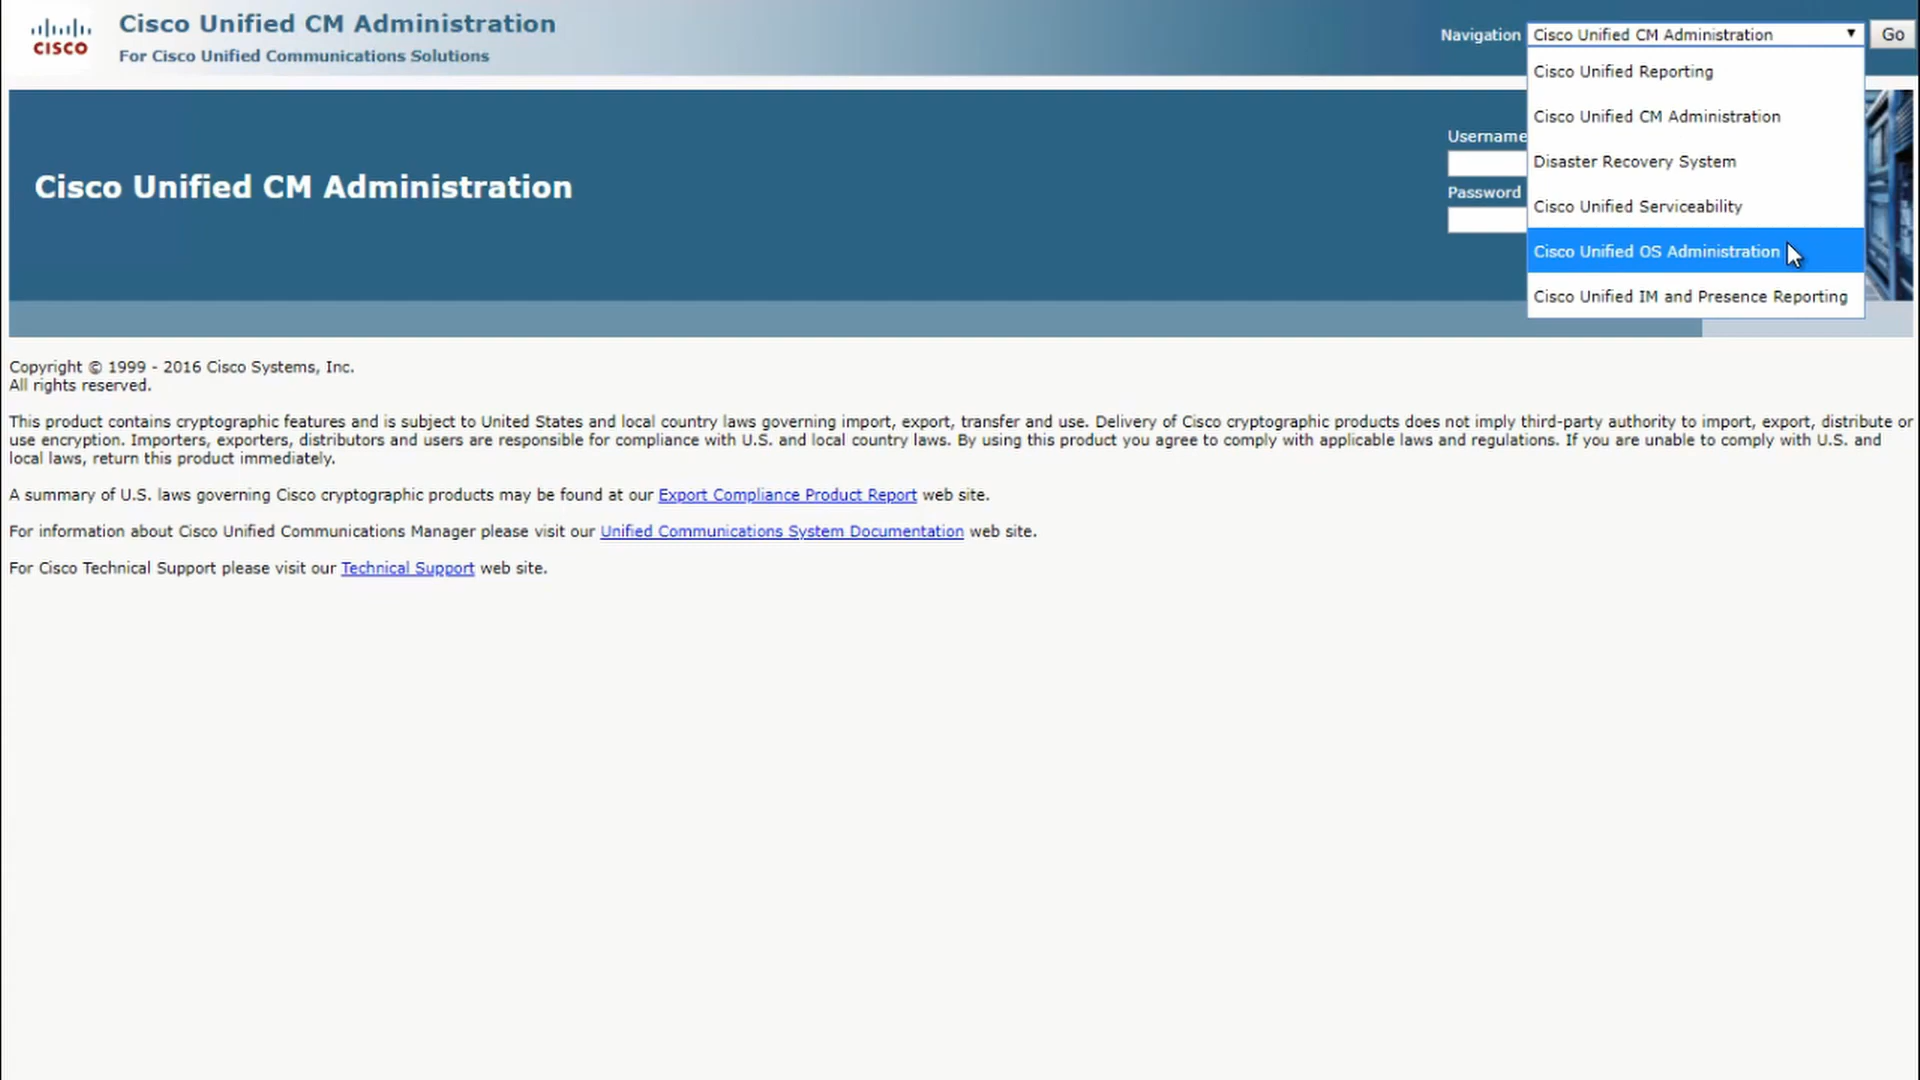 CISCO
Cisco Unified CM Administration
For Cisco Unified Communications Solutions
Navigation Cisco Unified CM Administration Go
Cisco Unified Reporting
Cisco Unified CM Administration
Disaster Recovery System
Cisco Unified Serviceability
Cisco Unified OS Administration
Cisco Unified IM and Presence Reporting
Cisco Unified CM Administration
Username
Password
Copyright © 1999 - 2016 Cisco Systems, Inc.
All rights reserved.
This product contains cryptographic features and is subject to United States and local country laws governing import, export, transfer and use. Delivery of Cisco cryptographic products does not imply third-party authority to import, export, distribute or
use encryption. Importers, exporters, distributors and users are responsible for compliance with U.S. and local country laws. By using this product you agree to comply with applicable laws and regulations. If you are unable to comply with U.S. and
local laws, return this product immediately.
A summary of U.S. laws governing Cisco cryptographic products may be found at our Export Compliance Product Report web site.
For information about Cisco Unified Communications Manager please visit our Unified Communications System Documentation web site.
For Cisco Technical Support please visit our Technical Support web site.